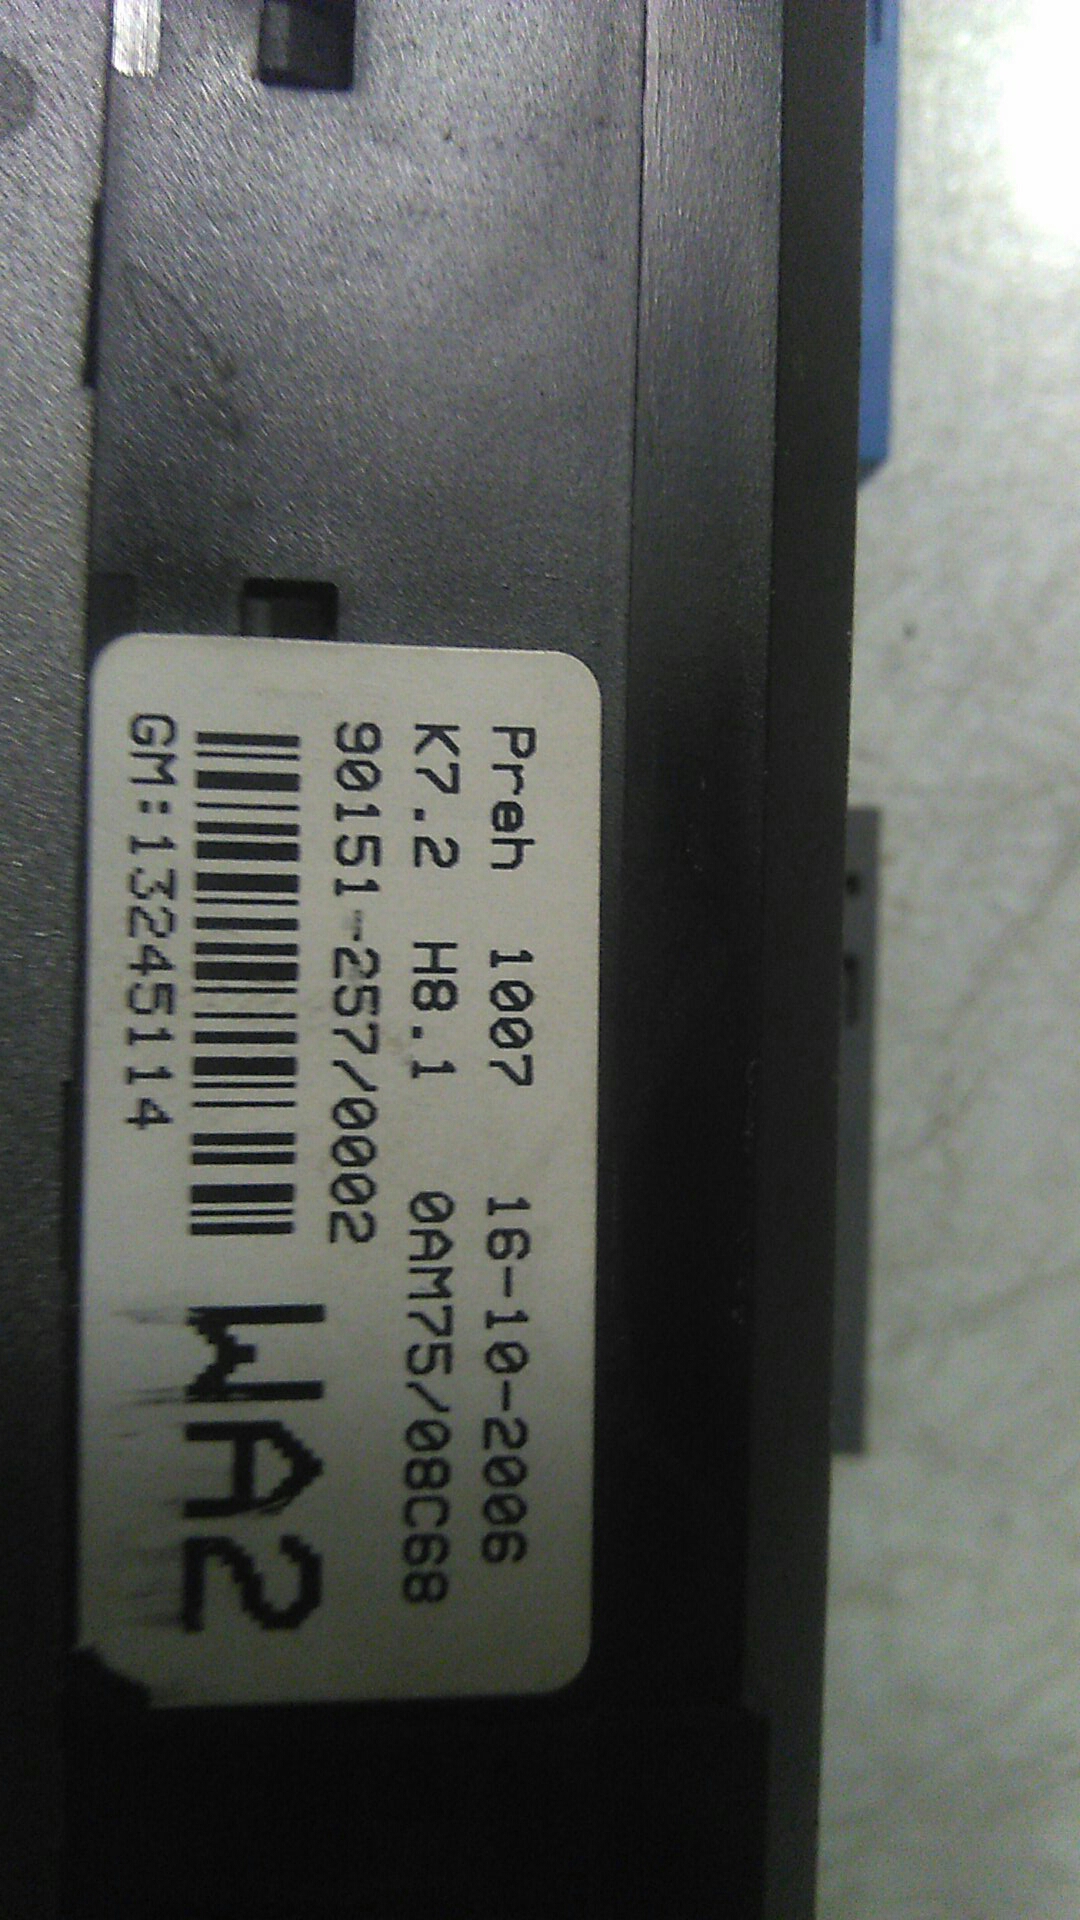 Preh 1007 16-10-2006
K7.2 H8.1 0AM75/08C68
90151-257/0002
WA2
GM:13245114